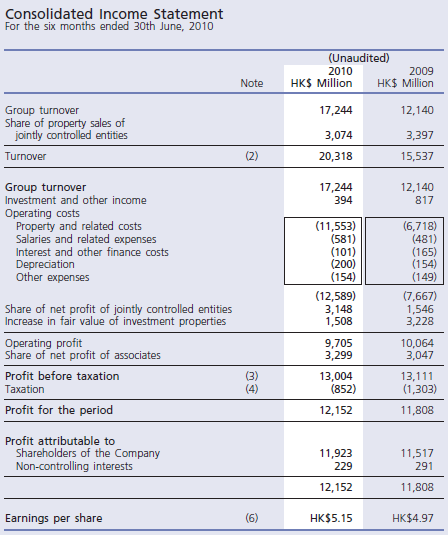 Consolidated Income Statement
For the six months ended 30th June, 2010
(Unaudited)
2010 2009
Note HK$ Million HK$ Million
Group turnover 17,244 12,140
Share of property sales of
jointly controlled entities 3,074 3,397
Turnover (2) 20,318 15,537
Group turnover 17,244 12,140
Investment and other income 394 817
Operating costs
Property and related costs (11,553) (6,718)
Salaries and related expenses (581) (481)
Interest and other finance costs (101) (165)
Depreciation (200) (154)
Other expenses (154) (149)
(12,589) (7,667)
Share of net profit of jointly controlled entities 3,148 1,546
Increase in fair value of investment properties 1,508 3,228
Operating profit 9,705 10,064
Share of net profit of associates 3,299 3,047
Profit before taxation (3) 13,004 13,111
Taxation (4) (852) (1,303)
Profit for the period 12,152 11,808
Profit attributable to
Shareholders of the Company 11,923 11,517
Non-controlling interests 229 291
12,152 11,808
Earnings per share (6) HK$5.15 HK$4.97